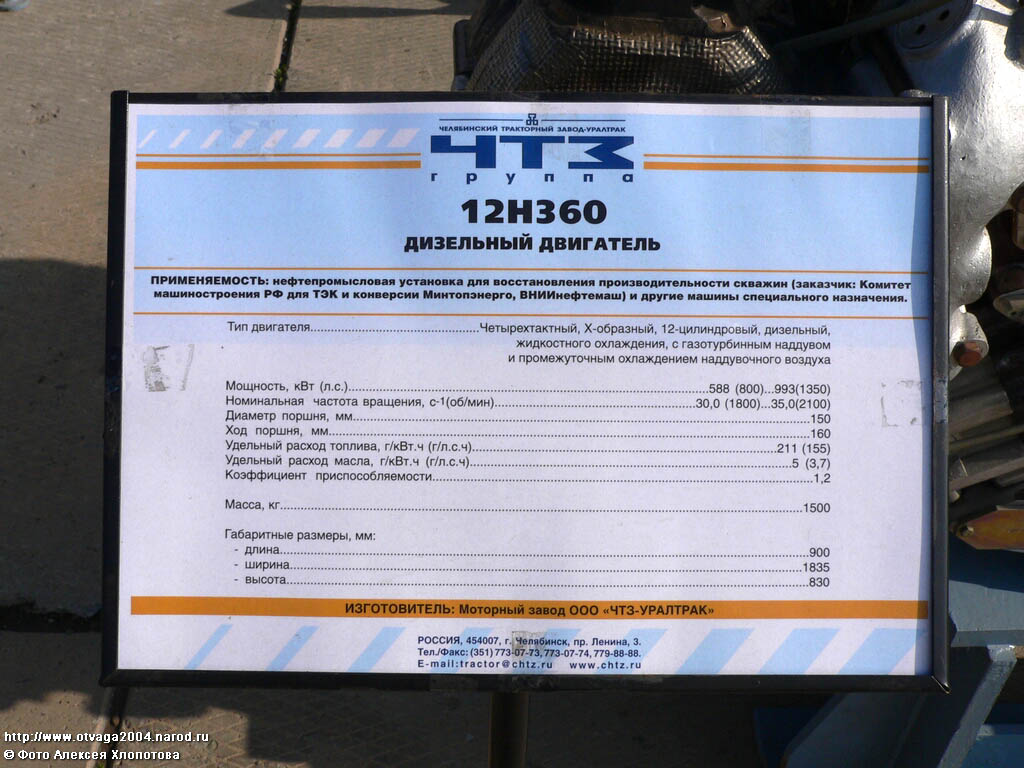 ЧЕЛЯБИНСКИЙ ТРАКТОРНЫЙ ЗАВОД-УРАЛТРАК
ЧТЗ
группа
12Н360
ДИЗЕЛЬНЫЙ ДВИГАТЕЛЬ
ПРИМЕНЯЕМОСТЬ: нефтепромысловая установка для восстановления производительности скважин (заказчик: Комитет
машиностроения РФ для ТЭК и конверсии Минтопэнерго, ВНИИнефтемаш) и другие машины специального назначения.
Тип двигателя....................Четырехтактный, Х-образный, 12-цилиндровый, дизельный,
жидкостного охлаждения, с газотурбинным наддувом
и промежуточным охлаждением наддувочного воздуха
Мощность, кВт (л.с.)....................588 (800)...993(1350)
Номинальная частота вращения, с-1(об/мин)....................30,0 (1800)...35,0(2100)
Диаметр поршня, мм....................150
Ход поршня, мм....................160
Удельный расход топлива, г/кВт.ч (г/л.с.ч)....................211 (155)
Удельный расход масла, г/кВт.ч (г/л.с.ч)....................5 (3,7)
Коэффициент приспособляемости....................1,2
Масса, кг....................1500
Габаритные размеры, мм:
- длина....................900
- ширина....................1835
- высота....................830
ИЗГОТОВИТЕЛЬ: Моторный завод ООО «ЧТЗ-УРАЛТРАК»
РОССИЯ, 454007, г. Челябинск, пр. Ленина, 3.
Тел./Факс: (351) 773-07-73, 773-07-74, 779-88-88.
E-mail:tractor@chtz.ru www.chtz.ru
http://www.otvaga2004.narod.ru
© Фото Алексея Хлопотова